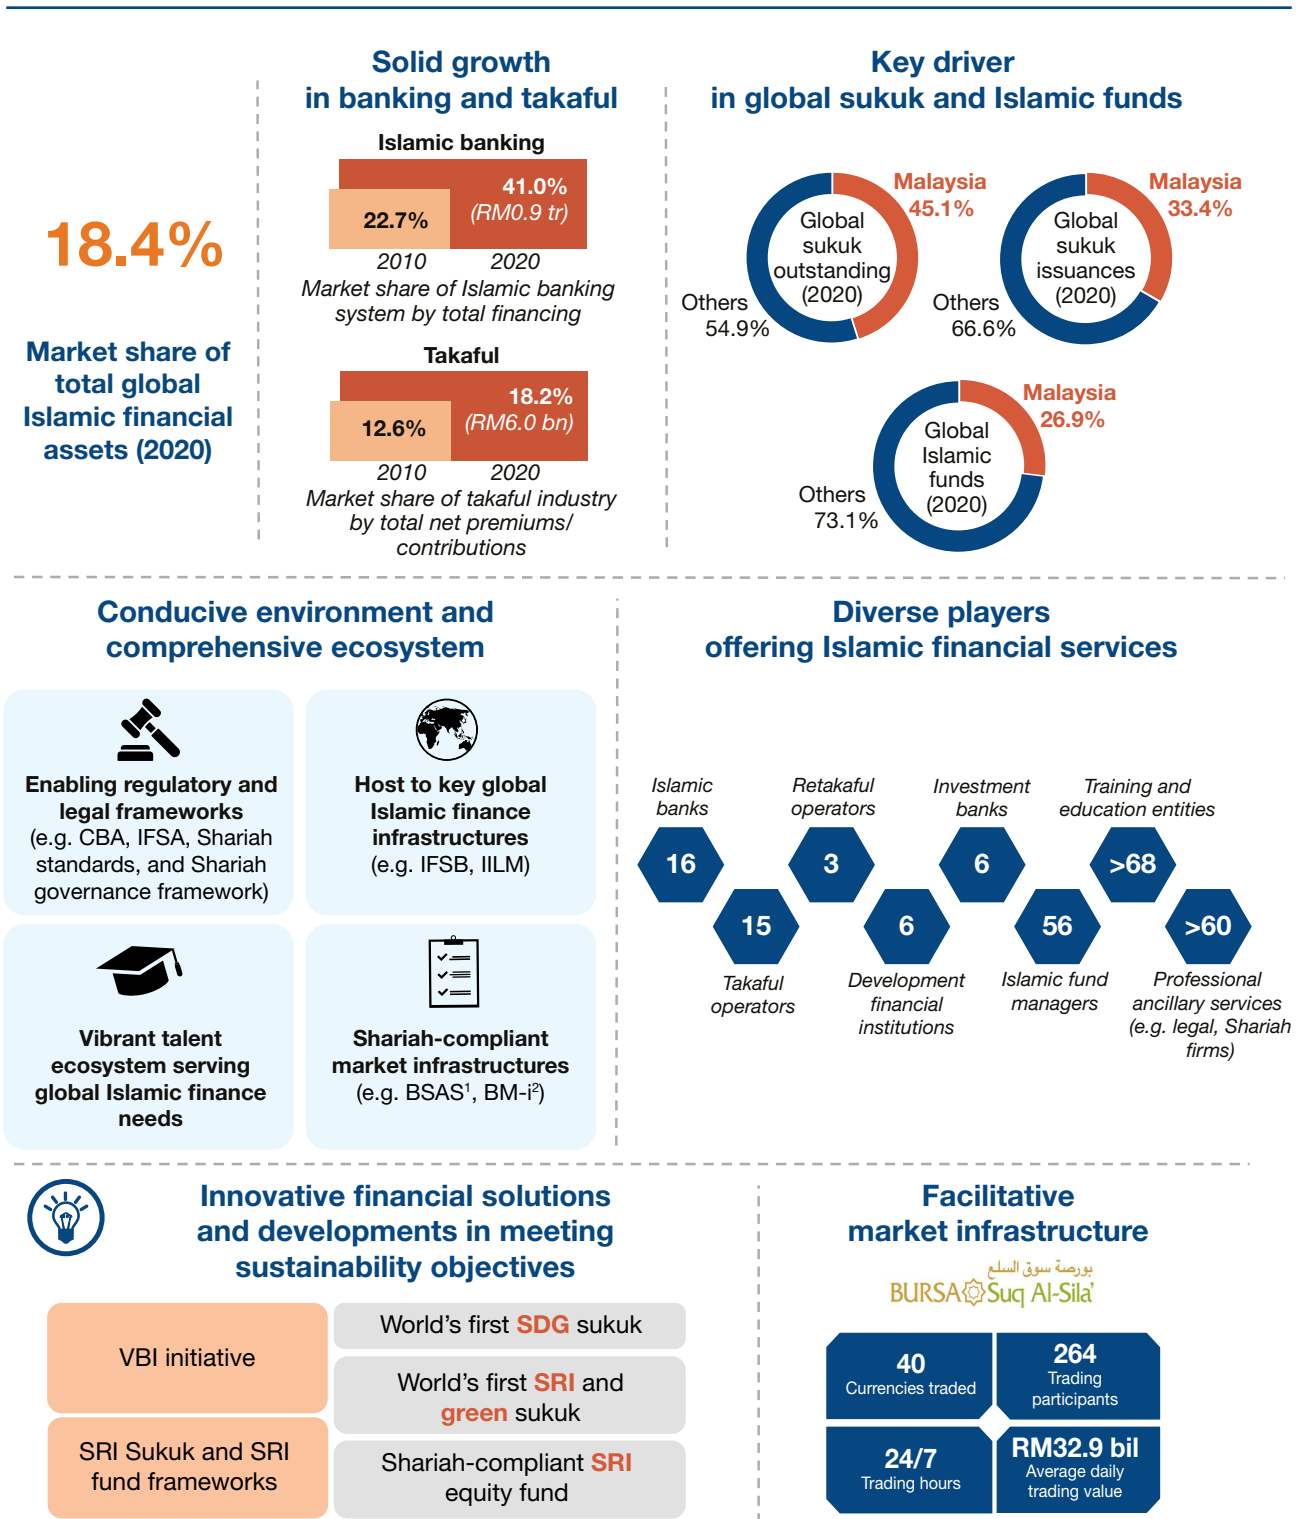 18.4%
Market share of
total global
Islamic financial
assets (2020)
Solid growth
in banking and takaful
Islamic banking
22.7%
41.0%
(RM0.9 tr)
2010
2020
Market share of Islamic banking
system by total financing
Takaful
12.6%
18.2%
(RM6.0 bn)
2010
2020
Market share of takaful industry
by total net premiums/
contributions
Key driver
in global sukuk and Islamic funds
Global
sukuk
outstanding
(2020)
Malaysia
45.1%
Others
54.9%
Global
sukuk
issuances
(2020)
Malaysia
33.4%
Others
66.6%
Global
Islamic
funds
(2020)
Malaysia
26.9%
Others
73.1%
Conducive environment and
comprehensive ecosystem
Enabling regulatory and
legal frameworks
(e.g. CBA, IFSA, Shariah
standards, and Shariah
governance framework)
Host to key global
Islamic finance
infrastructures
(e.g. IFSB, IILM)
Vibrant talent
ecosystem serving
global Islamic finance
needs
Shariah-compliant
market infrastructures
(e.g. BSAS¹, BM-i²)
Diverse players
offering Islamic financial services
Islamic
banks
16
15
Takaful
operators
Retakaful
operators
3
6
Development
financial
institutions
Investment
banks
6
56
Islamic fund
managers
Training and
education entities
>68
>60
Professional
ancillary services
(e.g. legal, Shariah
firms)
Innovative financial solutions
and developments in meeting
sustainability objectives
VBI initiative
SRI Sukuk and SRI
fund frameworks
World's first SDG sukuk
World's first SRI and
green sukuk
Shariah-compliant SRI
equity fund
Facilitative
market infrastructure
بورصة سوق السلع
BURSA Suq Al-Sila'
40
Currencies traded
264
Trading
participants
24/7
Trading hours
RM32.9 bil
Average daily
trading value